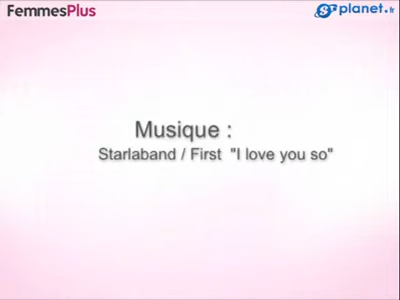 FemmesPlus
planet.fr
Musique :
Starlaband / First "I love you so"